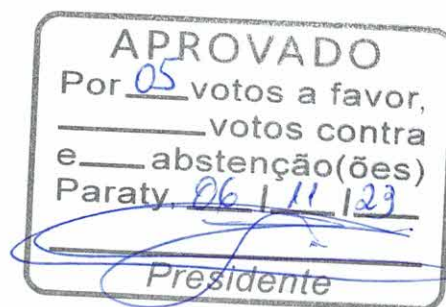 APROVADO
Por 05 votos a favor,
votos contra
e abstenção(ões)
Paraty, 06 / 11 / 23
Presidente